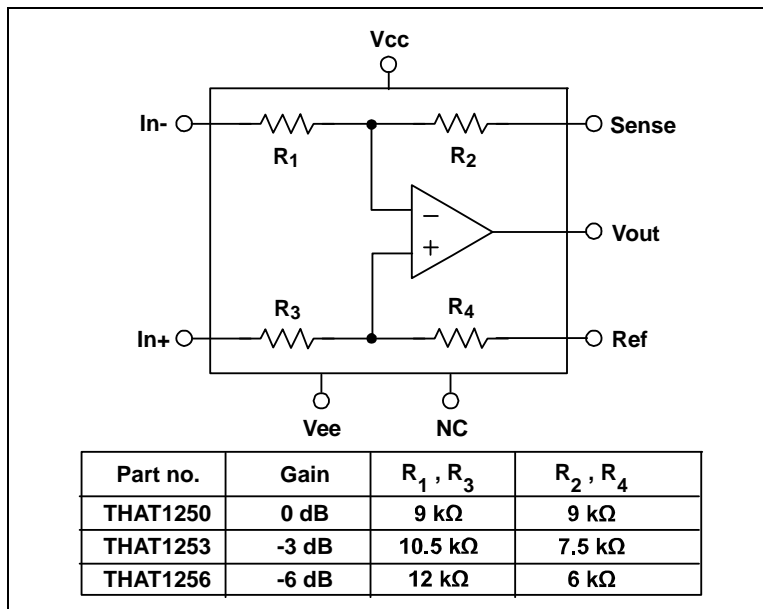 Vcc
In-
R1
R2
Sense
−
+
Vout
R3
R4
In+
Ref
Vee
NC
Part no. Gain R1 , R3 R2 , R4
THAT1250 0 dB 9 kΩ 9 kΩ
THAT1253 -3 dB 10.5 kΩ 7.5 kΩ
THAT1256 -6 dB 12 kΩ 6 kΩ